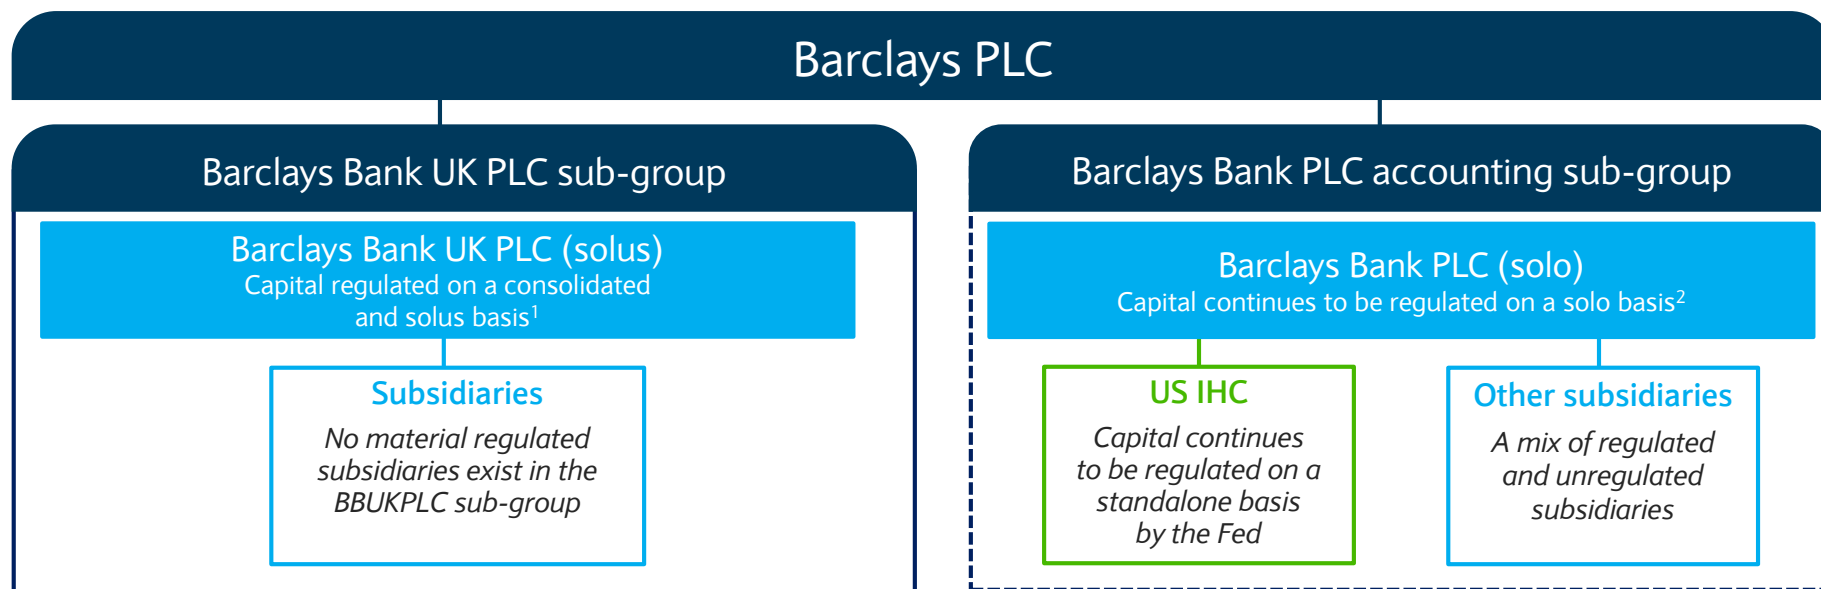 Barclays PLC
Barclays Bank UK PLC sub-group
Barclays Bank UK PLC (solus)
Capital regulated on a consolidated
and solus basis¹
Subsidiaries
No material regulated
subsidiaries exist in the
BBUKPLC sub-group
Barclays Bank PLC accounting sub-group
Barclays Bank PLC (solo)
Capital continues to be regulated on a solo basis²
US IHC
Capital continues
to be regulated on a
standalone basis
by the Fed
Other subsidiaries
A mix of regulated
and unregulated
subsidiaries